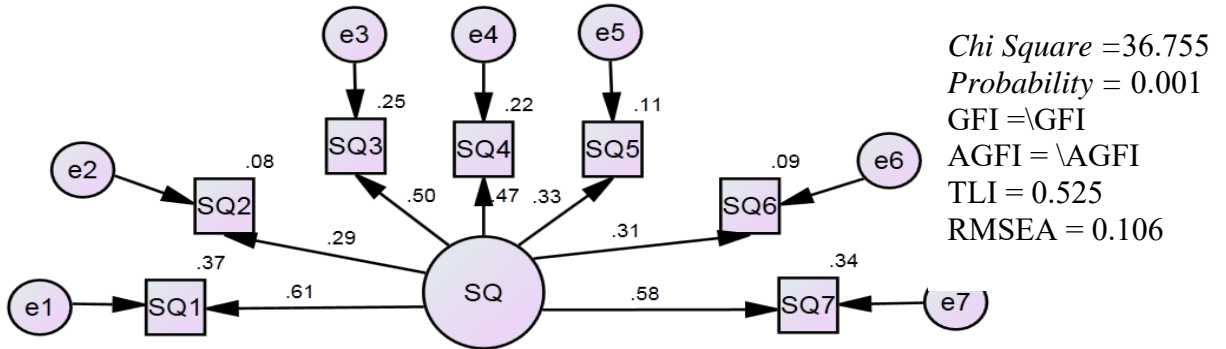 e3
e4
e5
Chi Square =36.755
Probability = 0.001
GFI =\GFI
AGFI = \AGFI
TLI = 0.525
RMSEA = 0.106
.25
.22
.11
SQ3
SQ4
SQ5
e2
.08
.09
e6
SQ2
SQ6
.50
.47
.33
.29
.31
.37
.34
e1
SQ1
.61
SQ
.58
SQ7
e7